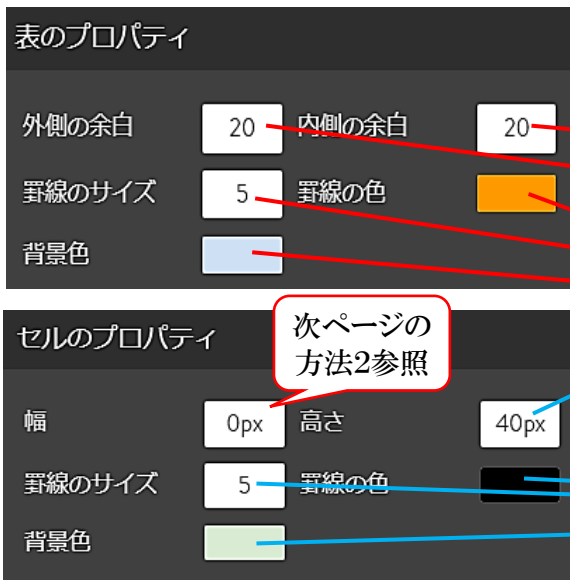 表のプロパティ
外側の余白 20 内側の余白 20
罫線のサイズ 5 罫線の色
背景色
セルのプロパティ
次ページの
方法2参照
幅 0px 高さ 40px
罫線のサイズ 5 罫線の色
背景色